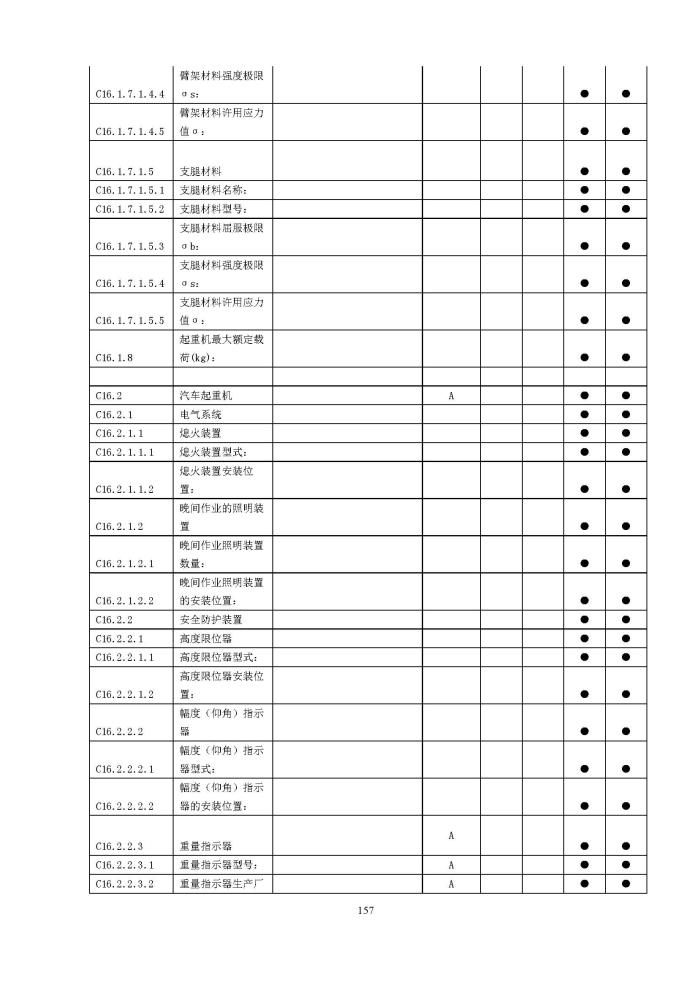 臂架材料强度极限
C16.1.7.1.4.4 σs: ● ●
臂架材料许用应力
C16.1.7.1.4.5 值σ: ● ●
C16.1.7.1.5 支腿材料 ● ●
C16.1.7.1.5.1 支腿材料名称: ● ●
C16.1.7.1.5.2 支腿材料型号: ● ●
支腿材料屈服极限
C16.1.7.1.5.3 σb: ● ●
支腿材料强度极限
C16.1.7.1.5.4 σs: ● ●
支腿材料许用应力
C16.1.7.1.5.5 值σ: ● ●
起重机最大额定载
C16.1.8 荷(kg): ● ●
C16.2 汽车起重机 A ● ●
C16.2.1 电气系统 ● ●
C16.2.1.1 熄火装置 ● ●
C16.2.1.1.1 熄火装置型式: ● ●
熄火装置安装位
C16.2.1.1.2 置: ● ●
晚间作业的照明装
C16.2.1.2 置 ● ●
晚间作业照明装置
C16.2.1.2.1 数量: ● ●
晚间作业照明装置
C16.2.1.2.2 的安装位置: ● ●
C16.2.2 安全防护装置 ● ●
C16.2.2.1 高度限位器 ● ●
C16.2.2.1.1 高度限位器型式: ● ●
高度限位器安装位
C16.2.2.1.2 置: ● ●
幅度（仰角）指示
C16.2.2.2 器 ● ●
幅度（仰角）指示
C16.2.2.2.1 器型式: ● ●
幅度（仰角）指示
C16.2.2.2.2 器的安装位置: ● ●
C16.2.2.3 重量指示器 A ● ●
C16.2.2.3.1 重量指示器型号: A ● ●
C16.2.2.3.2 重量指示器生产厂 A ● ●
157